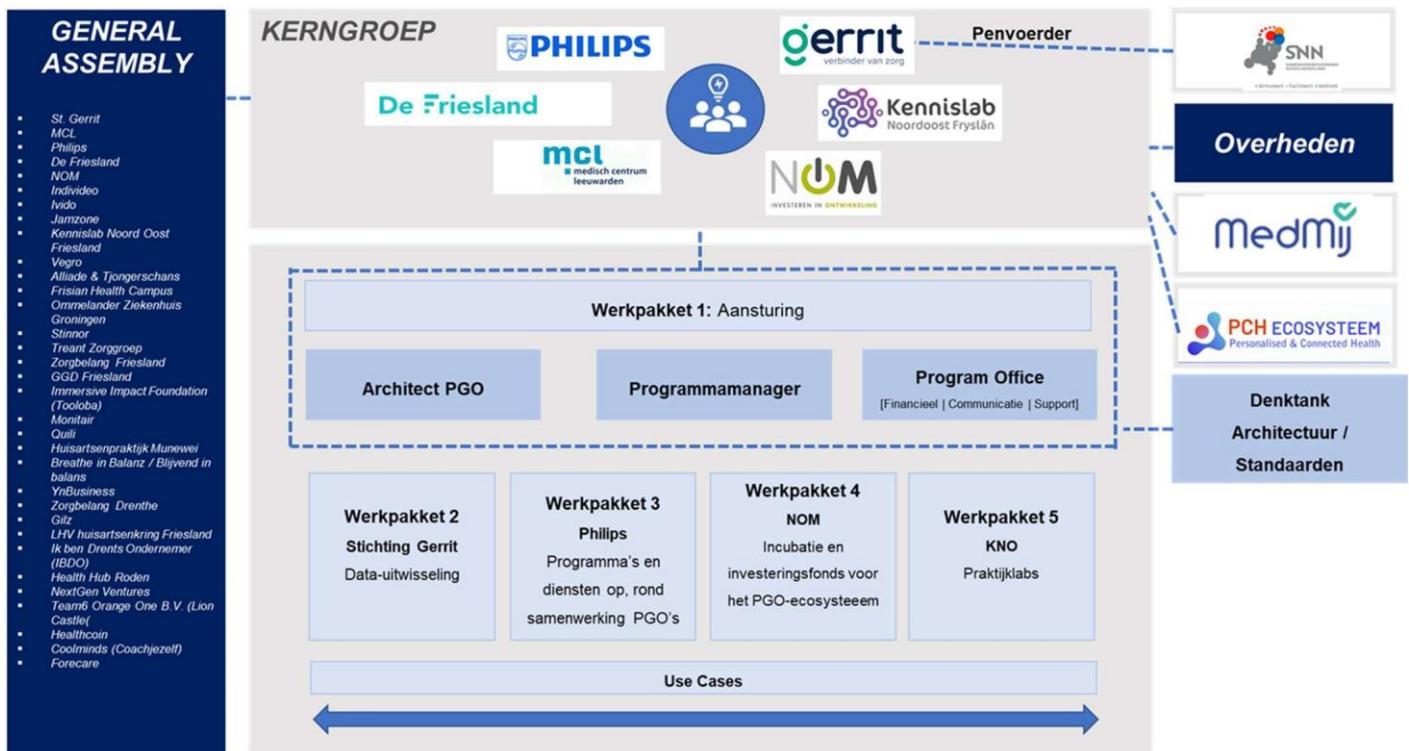 GENERAL
ASSEMBLY
▪ St. Gerrit
▪ MCL
▪ Philips
▪ De Friesland
▪ NOM
▪ Individeo
▪ Ivido
▪ Jamzone
▪ Kennislab Noord Oost
Friesland
▪ Vegro
▪ Alliade & Tjongerschans
▪ Frisian Health Campus
▪ Ommelander Ziekenhuis
Groningen
▪ Stinnor
▪ Treant Zorggroep
▪ Zorgbelang Friesland
▪ GGD Friesland
▪ Immersive Impact Foundation
(Tooloba)
▪ Monitair
▪ Quili
▪ Huisartsenpraktijk Munewei
▪ Breathe in Balanz / Blijvend in
balans
▪ YnBusiness
▪ Zorgbelang Drenthe
▪ Gilz
▪ LHV huisartsenkring Friesland
▪ Ik ben Drents Ondernemer
(IBDO)
▪ Health Hub Roden
▪ NextGen Ventures
▪ Team6 Orange One B.V. (Lion
Castle(
▪ Healthcoin
▪ Coolminds (Coachjezelf)
▪ Forecare
KERNGROEP
PHILIPS
gerrit
verbinder van zorg
Penvoerder
De Friesland
Kennislab
Noordoost Fryslân
mcl
medisch centrum
leeuwarden
NOM
INVESTEREN IN ONTWIKKELING
SNN
Overheden
MedMij
PCH ECOSYSTEEM
Personalised & Connected Health
Denktank
Architectuur /
Standaarden
Werkpakket 1: Aansturing
Architect PGO
Programmamanager
Program Office
[Financieel | Communicatie | Support]
Werkpakket 2
Stichting Gerrit
Data-uitwisseling
Werkpakket 3
Philips
Programma's en
diensten op, rond
samenwerking PGO's
Werkpakket 4
NOM
Incubatie en
investeringsfonds voor
het PGO-ecosysteeem
Werkpakket 5
KNO
Praktijklabs
Use Cases